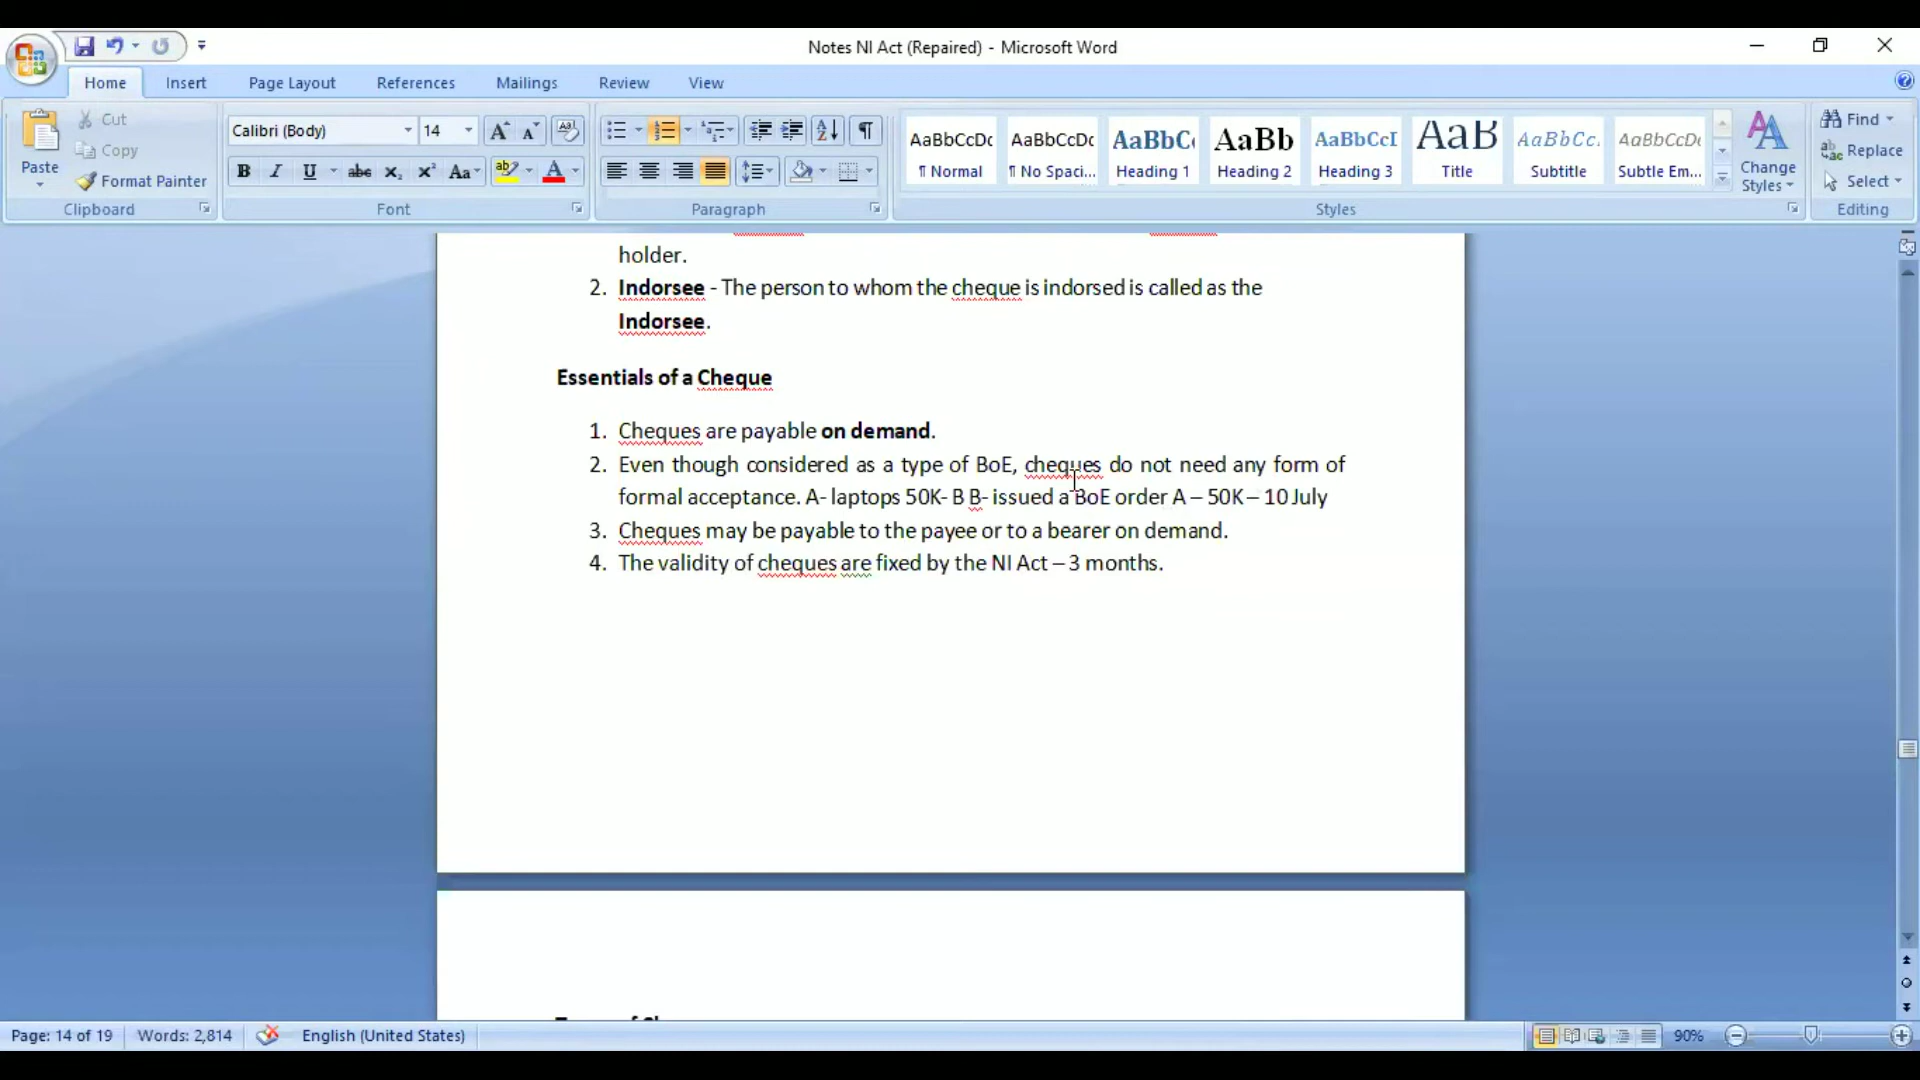 Notes NI Act (Repaired) - Microsoft Word
Home Insert Page Layout References Mailings Review View
Paste
Cut
Copy
Format Painter
Clipboard
Calibri (Body) 14
Font
Paragraph
AaBbCcDc AaBbCcDc AaBbC AaBb AaBbCcI AaB AaBbCc. AaBbCcDc
¶ Normal ¶ No Spaci... Heading 1 Heading 2 Heading 3 Title Subtitle Subtle Em...
Change Styles
Styles
Find
Replace
Select
Editing
holder.
2. Indorsee - The person to whom the cheque is indorsed is called as the
Indorsee.
Essentials of a Cheque
1. Cheques are payable on demand.
2. Even though considered as a type of BoE, cheques do not need any form of
formal acceptance. A- laptops 50K- B B- issued a BoE order A – 50K – 10 July
3. Cheques may be payable to the payee or to a bearer on demand.
4. The validity of cheques are fixed by the NI Act – 3 months.
Page: 14 of 19 Words: 2,814 English (United States) 90%